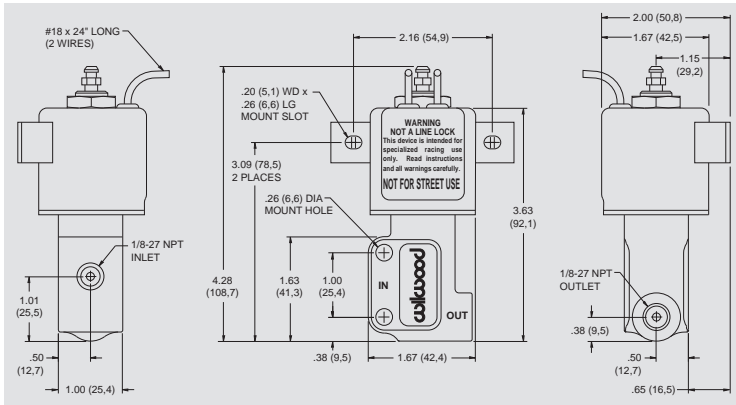 #18 x 24" LONG
(2 WIRES)
1/8-27 NPT
INLET
1.01
(25,5)
.50
(12,7)
1.00 (25,4)
2.16 (54,9)
.20 (5,1) WD x
.26 (6,6) LG
MOUNT SLOT
3.09 (78,5)
2 PLACES
.26 (6,6) DIA
MOUNT HOLE
4.28
(108,7)
1.63
(41,3)
1.00
(25,4)
WARNING
NOT A LINE LOCK
This device is intended for
specialized racing use
only. Read instructions
and all warnings carefully.
NOT FOR STREET USE
IN
wilwood
OUT
3.63
(92,1)
.38 (9,5)
1.67 (42,4)
2.00 (50,8)
1.67 (42,5)
1.15
(29,2)
1/8-27 NPT
OUTLET
.38 (9,5)
.50
(12,7)
.65 (16,5)